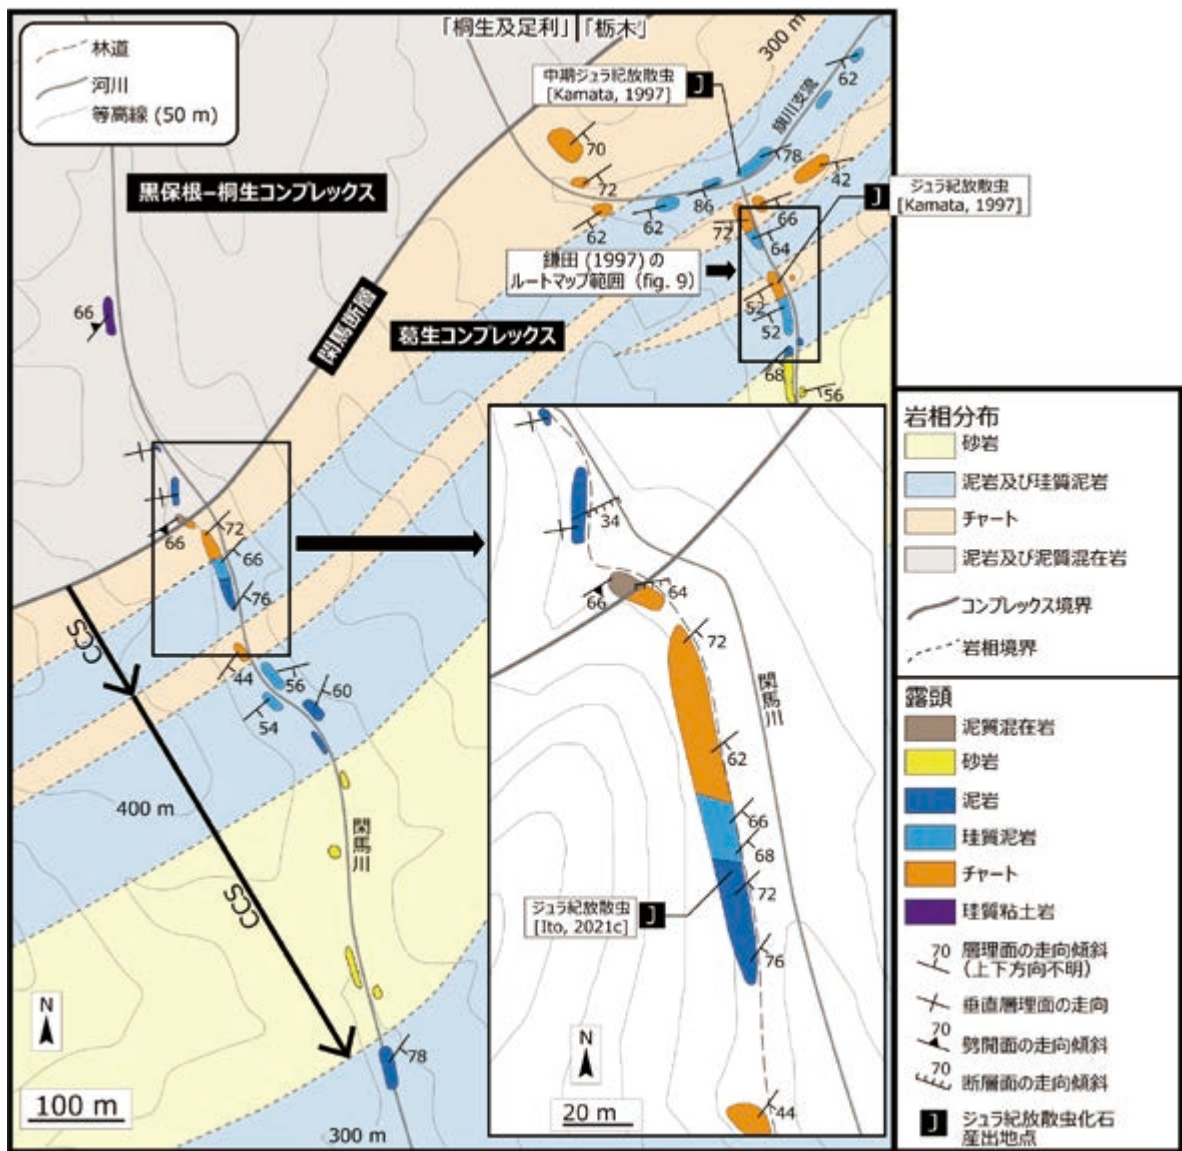 林道
河川
等高線 (50 m)
「桐生及足利」
「栃木」
300 m
中期ジュラ紀放散虫
[Kamata, 1997]
J
旗川支流
62
70
78
72
42
86
66
62
62
72
64
J
ジュラ紀放散虫
[Kamata, 1997]
黒保根−桐生コンプレックス
鎌田 (1997) の
ルートマップ範囲 (fig. 9)
閑馬断層
葛生コンプレックス
66
52
52
68
56
72
66
66
76
CCS
44
56
60
54
400 m
閑馬川
CCS
78
N
100 m
300 m
34
64
66
72
閑馬川
62
66
68
72
ジュラ紀放散虫
[Ito, 2021c]
J
76
N
20 m
44
岩相分布
砂岩
泥岩及び珪質泥岩
チャート
泥岩及び泥質混在岩
コンプレックス境界
岩相境界
露頭
泥質混在岩
砂岩
泥岩
珪質泥岩
チャート
珪質粘土岩
70
層理面の走向傾斜
(上下方向不明)
垂直層理面の走向
70
劈開面の走向傾斜
70
断層面の走向傾斜
J
ジュラ紀放散虫化石
産出地点